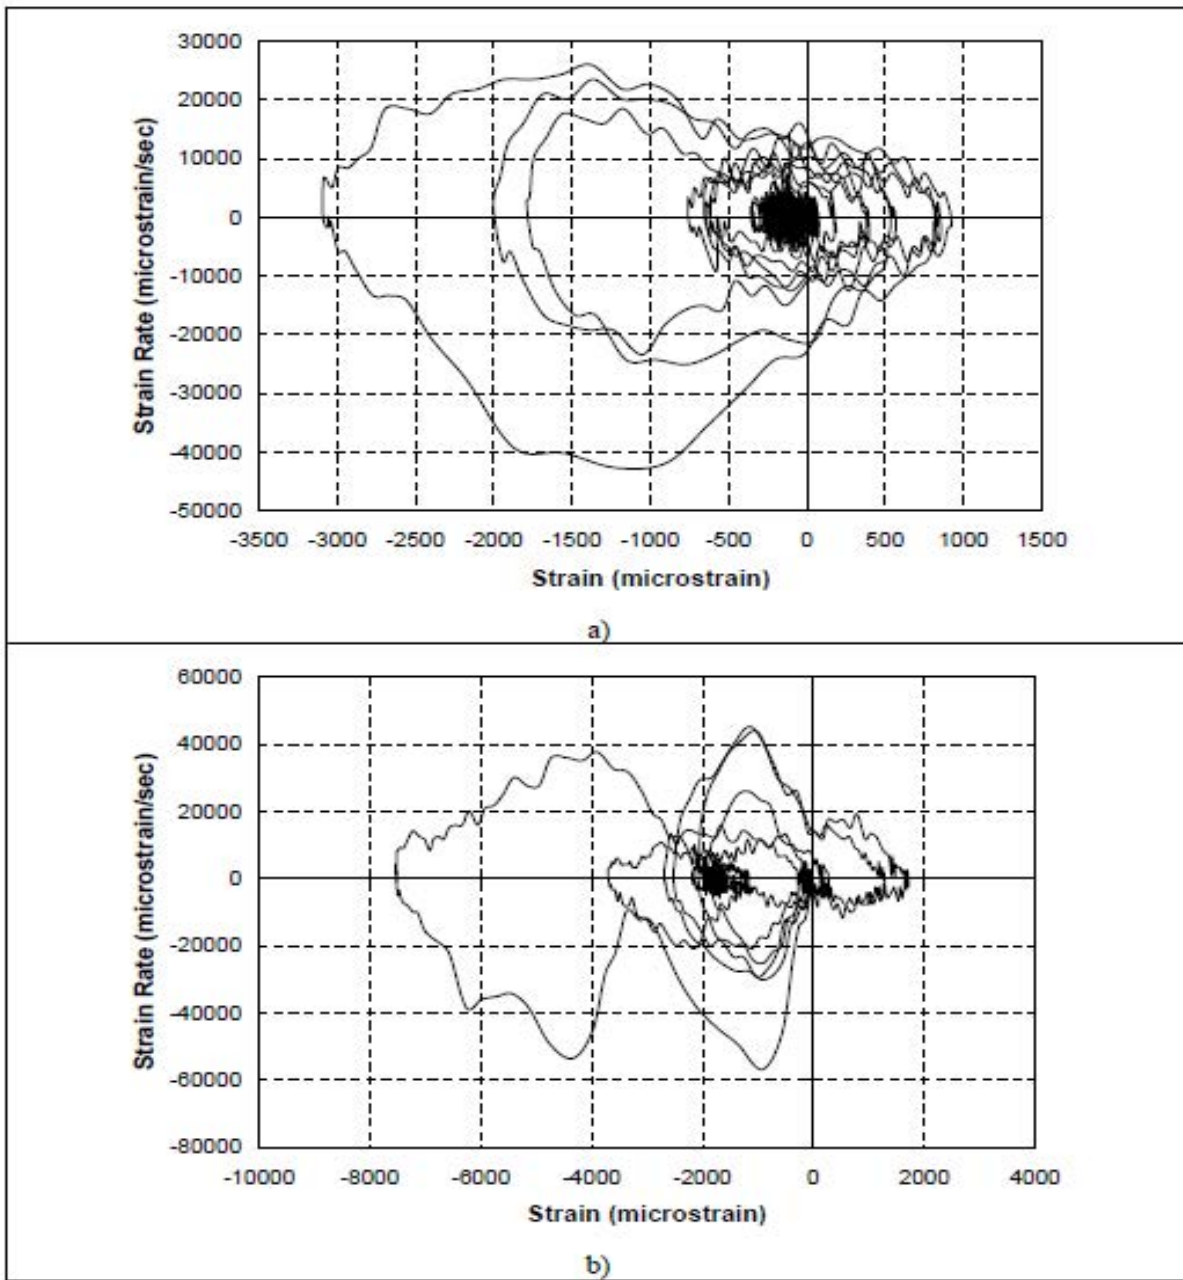 30000
20000
10000
0
-10000
-20000
-30000
-40000
-50000
Strain Rate (microstrain/sec)
-3500 -3000 -2500 -2000 -1500 -1000 -500 0 500 1000 1500
Strain (microstrain)
a)
60000
40000
20000
0
-20000
-40000
-60000
-80000
Strain Rate (microstrain/sec)
-10000 -8000 -6000 -4000 -2000 0 2000 4000
Strain (microstrain)
b)